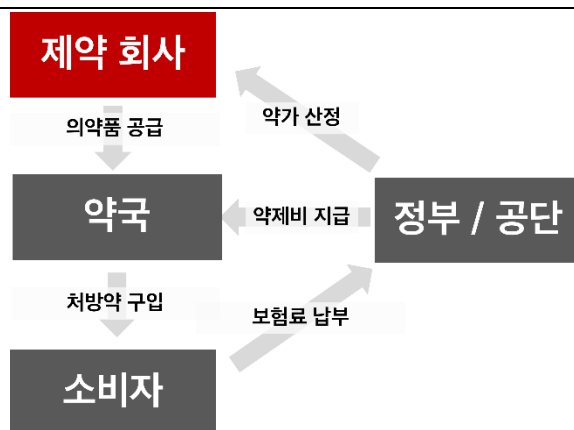 제약 회사
의약품 공급
약가 산정
약국
약제비 지급
정부 / 공단
처방약 구입
보험료 납부
소비자